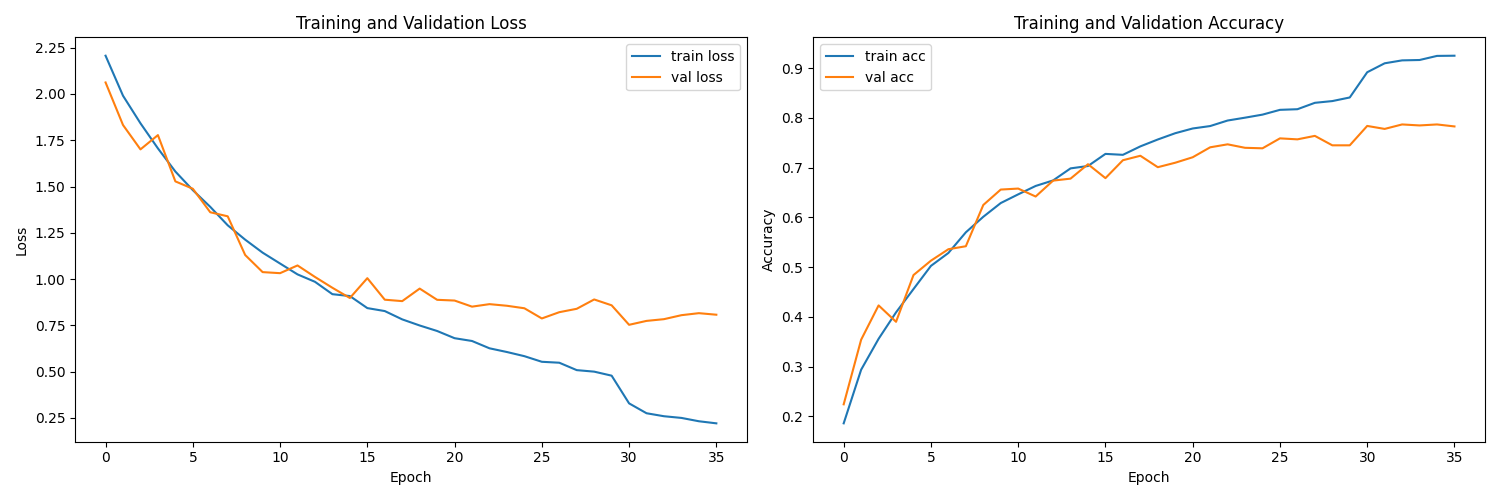 Training and Validation Loss
2.25
2.00
1.75
1.50
1.25
1.00
0.75
0.50
0.25
Loss
train loss
val loss
0 5 10 15 20 25 30 35
Epoch
Training and Validation Accuracy
0.9
0.8
0.7
0.6
0.5
0.4
0.3
0.2
Accuracy
train acc
val acc
0 5 10 15 20 25 30 35
Epoch